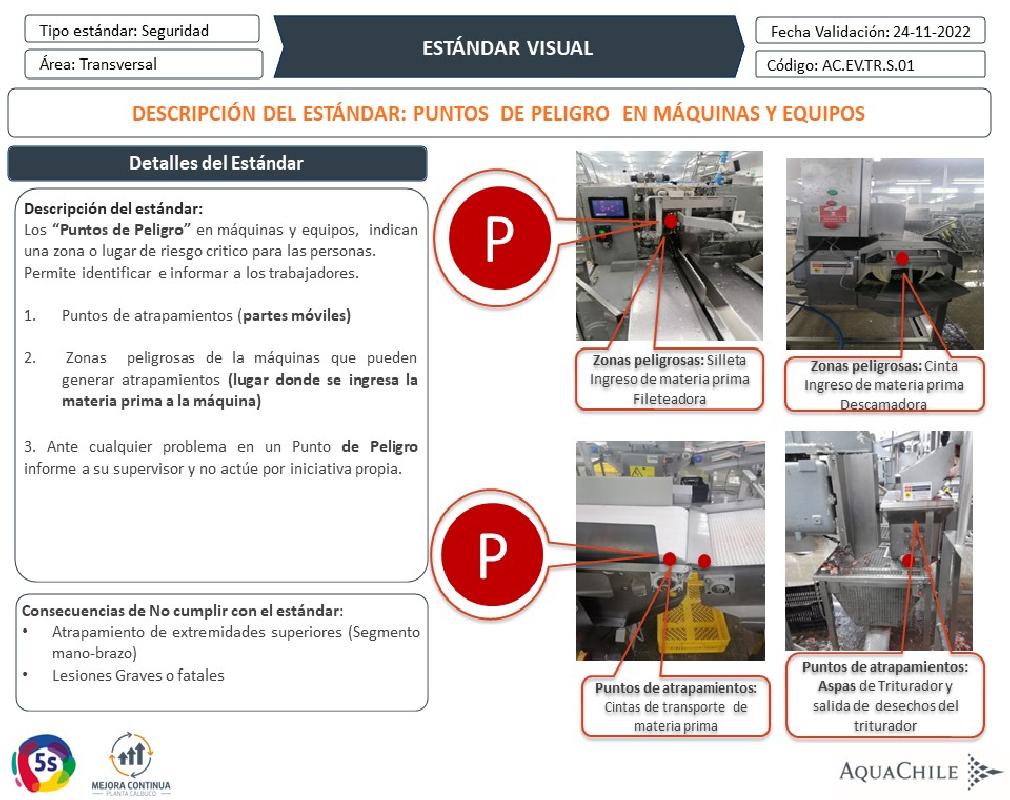 Tipo estándar: Seguridad
Área: Transversal
ESTÁNDAR VISUAL
Fecha Validación: 24-11-2022
Código: AC.EV.TR.S.01
DESCRIPCIÓN DEL ESTÁNDAR: PUNTOS DE PELIGRO EN MÁQUINAS Y EQUIPOS
Detalles del Estándar
Descripción del estándar:
Los “Puntos de Peligro” en máquinas y equipos, indican
una zona o lugar de riesgo critico para las personas.
Permite identificar e informar a los trabajadores.
1. Puntos de atrapamientos (partes móviles)
2. Zonas peligrosas de la máquinas que pueden
generar atrapamientos (lugar donde se ingresa la
materia prima a la máquina)
3. Ante cualquier problema en un Punto de Peligro
informe a su supervisor y no actúe por iniciativa propia.
Consecuencias de No cumplir con el estándar:
• Atrapamiento de extremidades superiores (Segmento
mano-brazo)
• Lesiones Graves o fatales
P
Zonas peligrosas: Silleta
Ingreso de materia prima
Fileteadora
Zonas peligrosas: Cinta
Ingreso de materia prima
Descamadora
P
Puntos de atrapamientos:
Cintas de transporte de
materia prima
Puntos de atrapamientos:
Aspas de Triturador y
salida de desechos del
triturador
5s
MEJORA CONTINUA
PLANTA CALBUCO
AQUACHILE